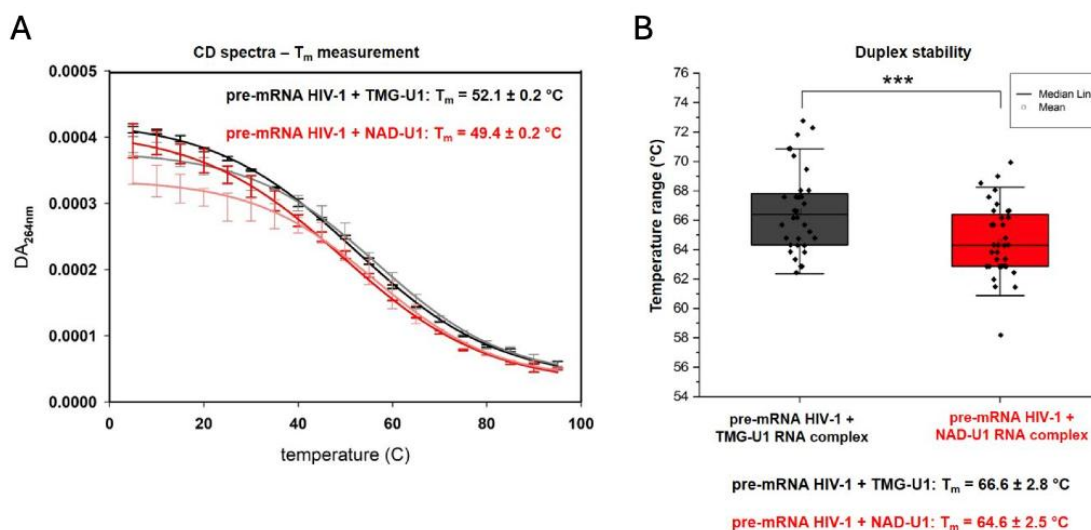 A
CD spectra – Tm measurement
pre-mRNA HIV-1 + TMG-U1: Tm = 52.1 ± 0.2 °C
pre-mRNA HIV-1 + NAD-U1: Tm = 49.4 ± 0.2 °C
0.0005
0.0004
0.0003
0.0002
0.0001
0.0000
DA264nm
0 20 40 60 80 100
temperature (C)
B
Duplex stability
***
Median Lin
Mean
76
74
72
70
68
66
64
62
60
58
56
54
Temperature range (°C)
pre-mRNA HIV-1 +
TMG-U1 RNA complex
pre-mRNA HIV-1 +
NAD-U1 RNA complex
pre-mRNA HIV-1 + TMG-U1: Tm = 66.6 ± 2.8 °C
pre-mRNA HIV-1 + NAD-U1: Tm = 64.6 ± 2.5 °C